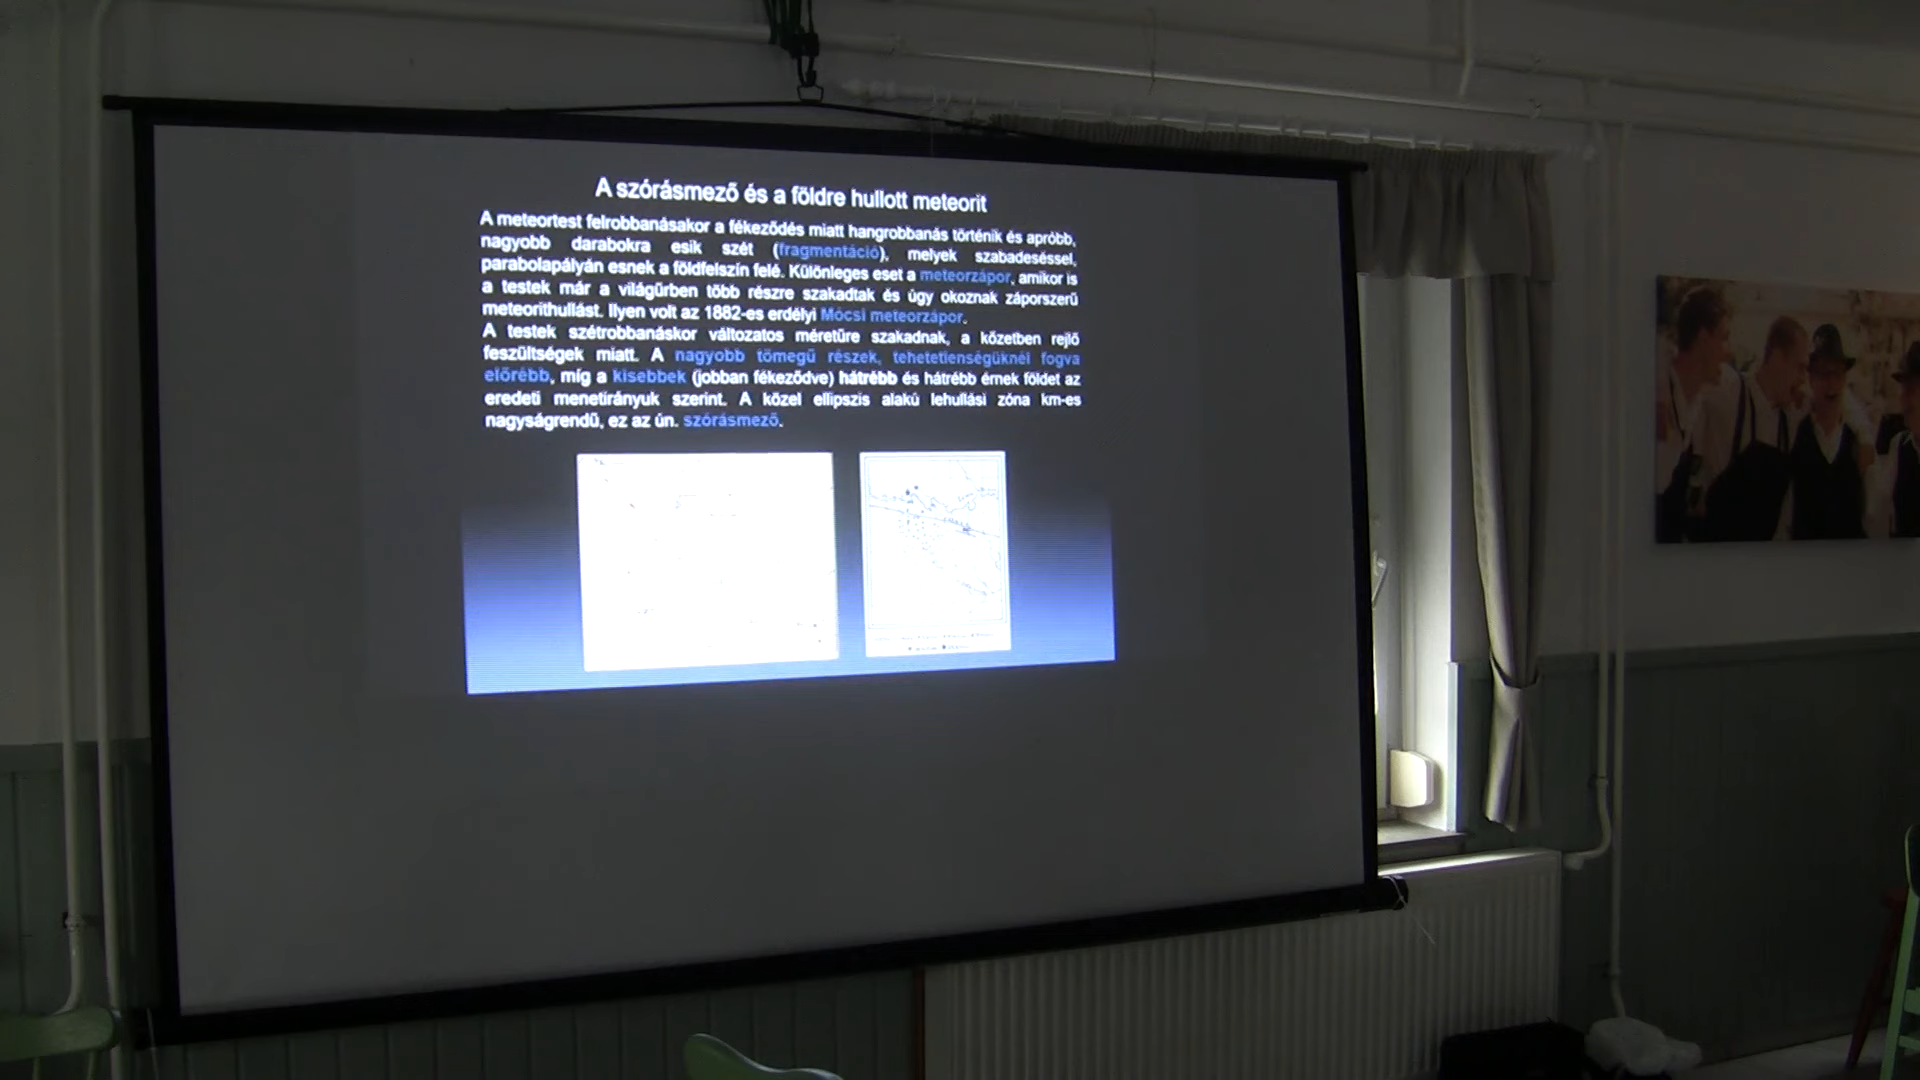 A szórásmező és a földre hullott meteorit
A meteortest felrobbanásakor a fékeződés miatt hangrobbanás történik és apróbb,
nagyobb darabokra esik szét (fragmentáció), melyek szabadeséssel,
parabolapályán esnek a földfelszín felé. Különleges eset a meteorzápor, amikor is
a testek már a világűrben több részre szakadtak és úgy okoznak záporszerű
meteorithullást. Ilyen volt az 1882-es erdélyi Mócsi meteorzápor.
A testek szétrobbanáskor változatos méretűre szakadnak, a kőzetben rejlő
feszültségek miatt. A nagyobb tömegű részek, tehetetlenségüknél fogva
előrébb, míg a kisebbek (jobban fékeződve) hátrébb és hátrébb érnek földet az
eredeti menetirányuk szerint. A közel ellipszis alakú lehullási zóna km-es
nagyságrendű, ez az ún. szórásmező.